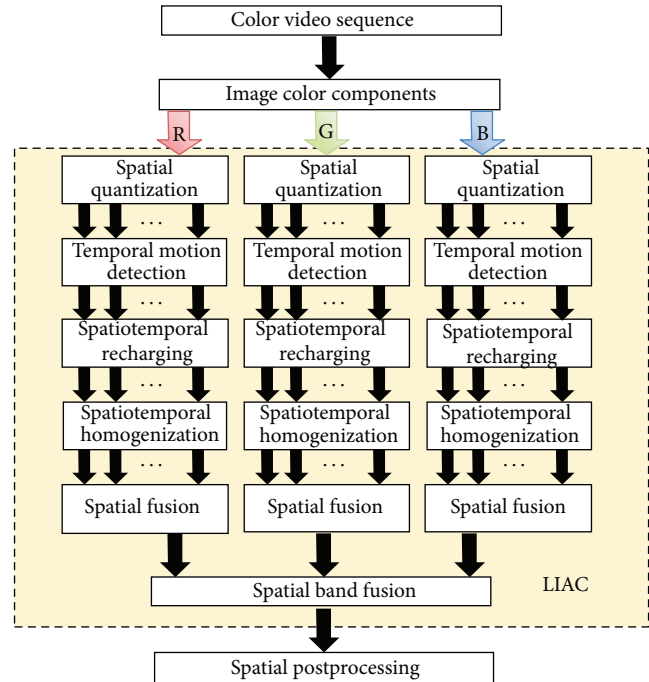 Color video sequence
Image color components
R G B
Spatial quantization Spatial quantization Spatial quantization
... ... ...
Temporal motion detection Temporal motion detection Temporal motion detection
... ... ...
Spatiotemporal recharging Spatiotemporal recharging Spatiotemporal recharging
... ... ...
Spatiotemporal homogenization Spatiotemporal homogenization Spatiotemporal homogenization
... ... ...
Spatial fusion Spatial fusion Spatial fusion
Spatial band fusion
LIAC
Spatial postprocessing